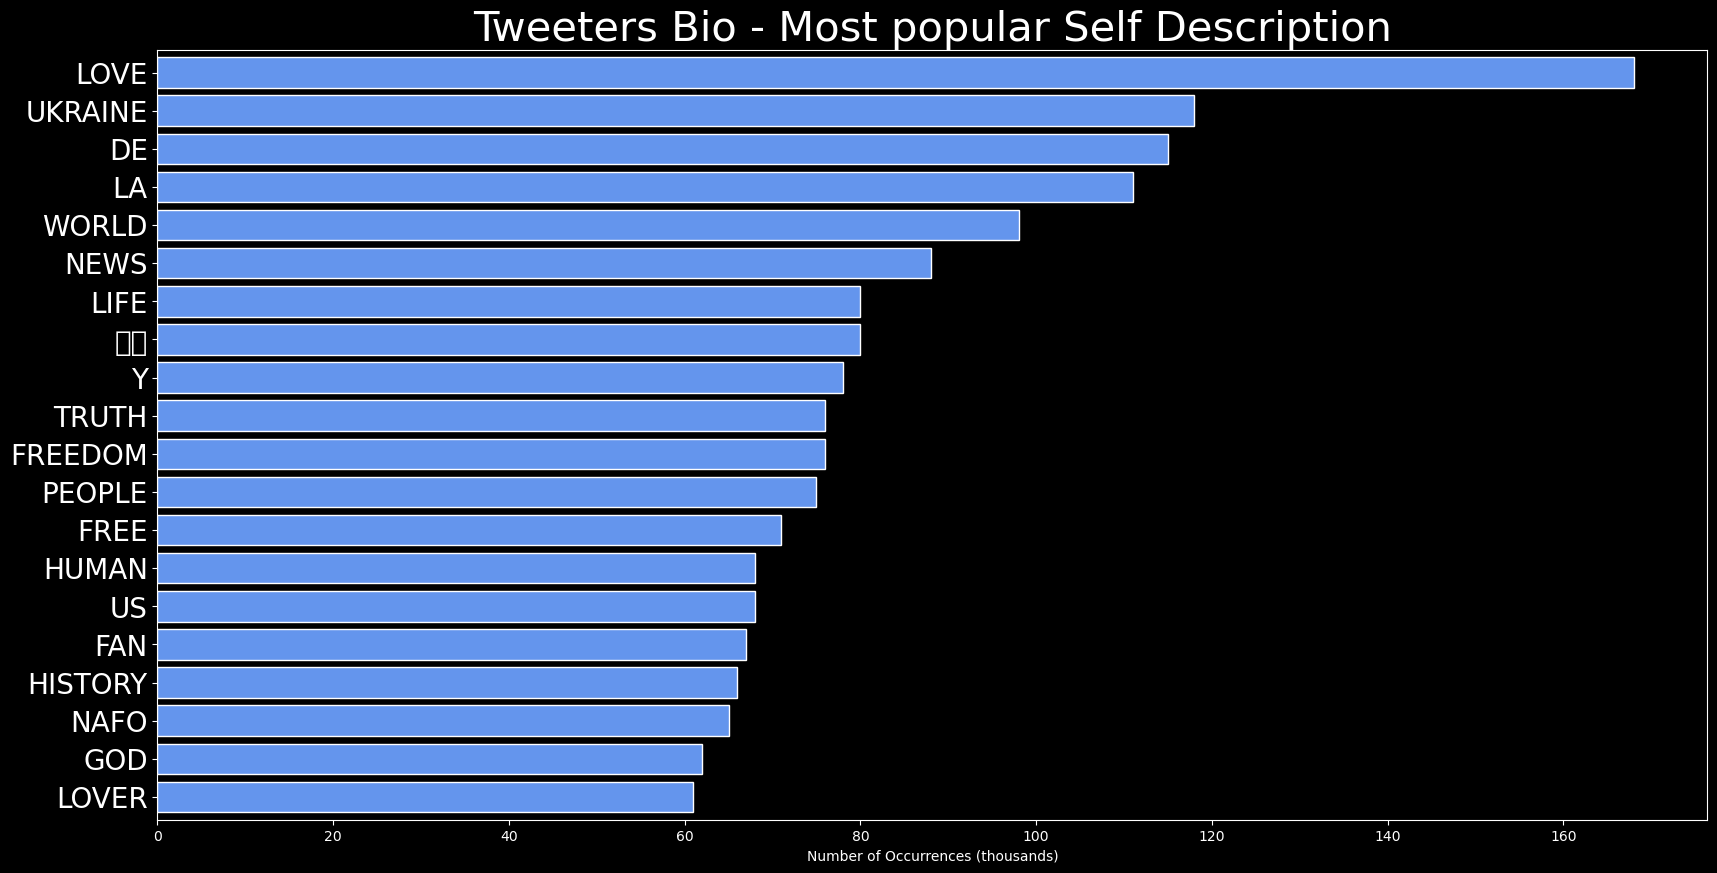 Tweeters Bio - Most popular Self Description
LOVE
UKRAINE
DE
LA
WORLD
NEWS
LIFE
Y
TRUTH
FREEDOM
PEOPLE
FREE
HUMAN
US
FAN
HISTORY
NAFO
GOD
LOVER
0 20 40 60 80 100 120 140 160
Number of Occurrences (thousands)